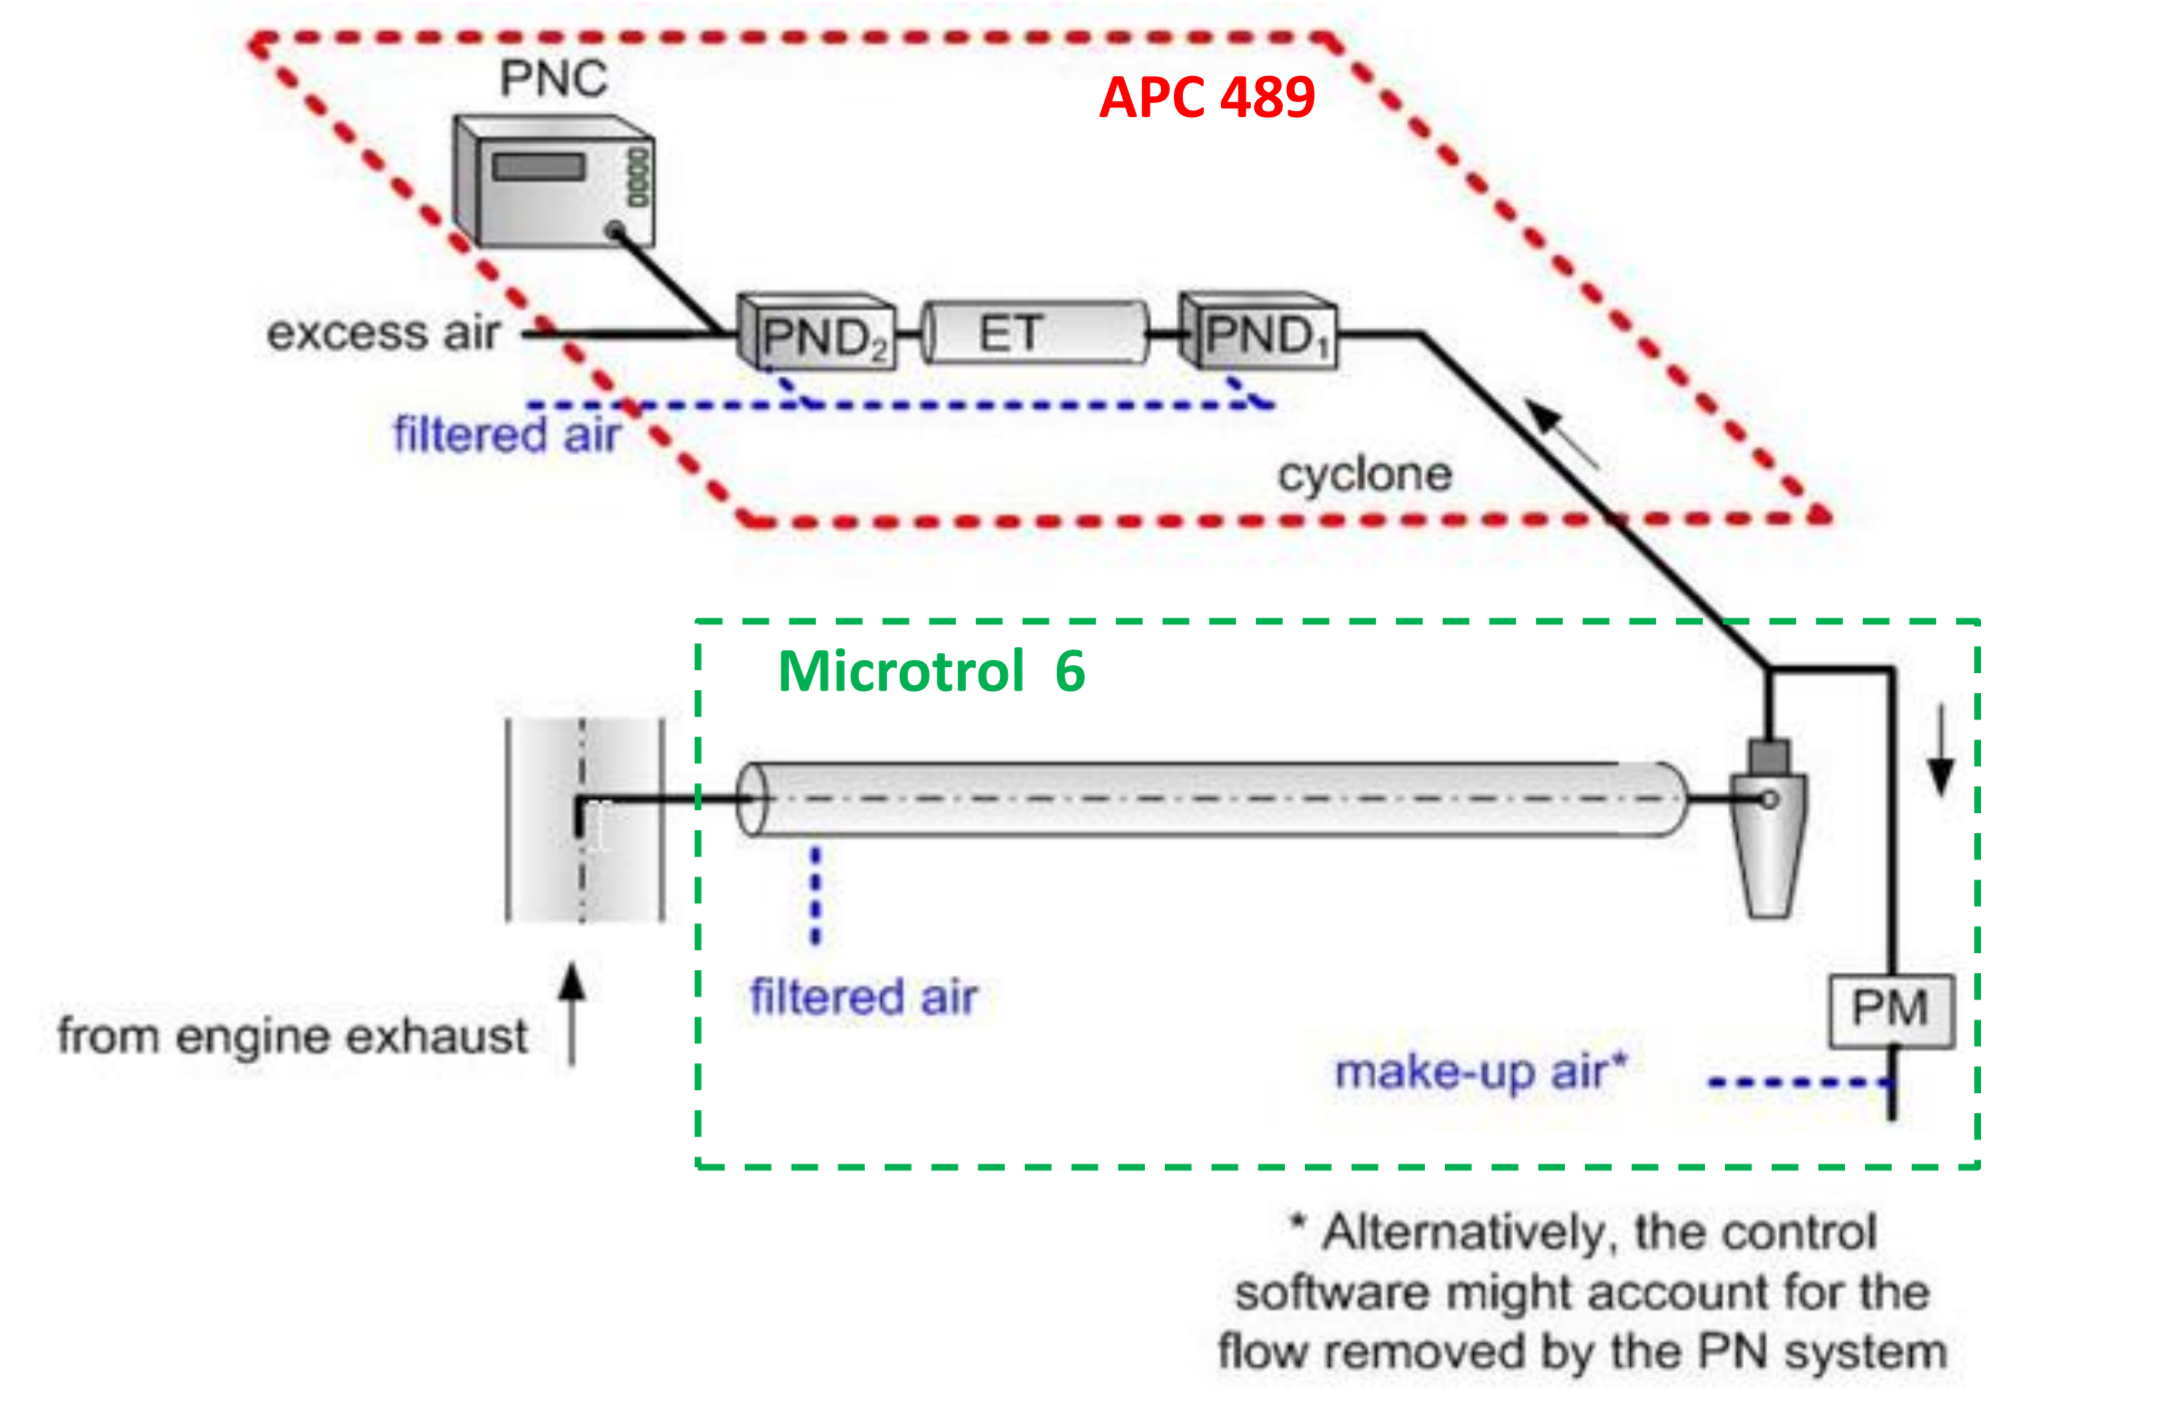 PNC
APC 489
excess air
PND₂
ET
PND₁
filtered air
cyclone
Microtrol 6
filtered air
from engine exhaust
PM
make-up air*
* Alternatively, the control
software might account for the
flow removed by the PN system